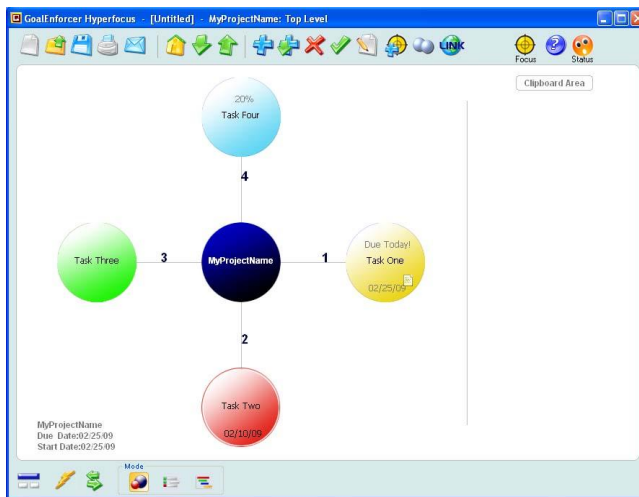 GoalEnforcer Hyperfocus - [Untitled] - MyProjectName: Top Level
LINK
Focus
Status
Clipboard Area
20%
Task Four
4
Task Three
3
MyProjectName
1
Due Today!
Task One
02/25/09
2
Task Two
02/10/09
MyProjectName
Due Date:02/25/09
Start Date:02/25/09
Mode